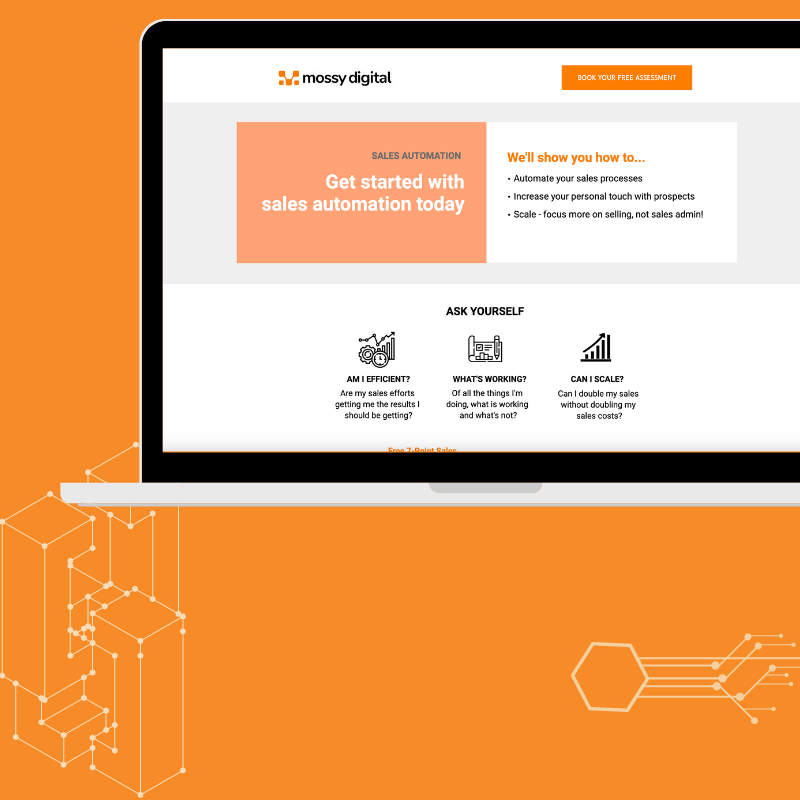 mossy digital
BOOK YOUR FREE ASSESSMENT
SALES AUTOMATION
Get started with
sales automation today
We'll show you how to...
• Automate your sales processes
• Increase your personal touch with prospects
• Scale - focus more on selling, not sales admin!
ASK YOURSELF
AM I EFFICIENT?
Are my sales efforts
getting me the results I
should be getting?
WHAT'S WORKING?
Of all the things I'm
doing, what is working
and what's not?
CAN I SCALE?
Can I double my sales
without doubling my
sales costs?
Free 7-Point Sales